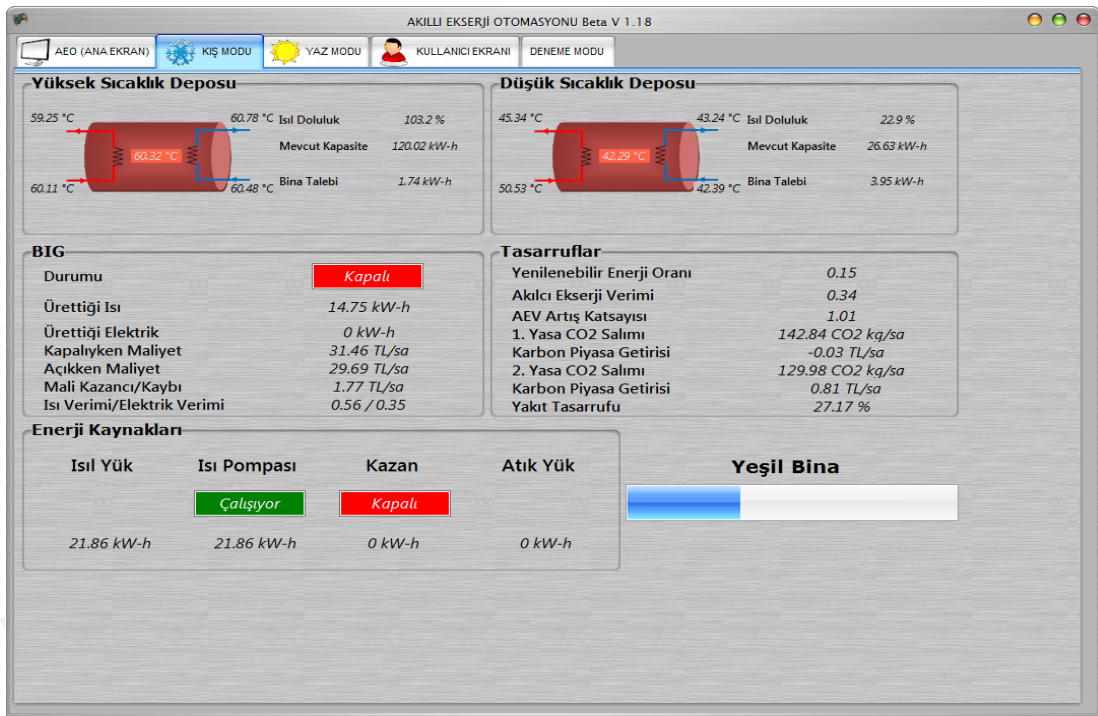 AKILLI EKSERJİ OTOMASYONU Beta V 1.18
AEO (ANA EKRAN) KIŞ MODU YAZ MODU KULLANICI EKRANI DENEME MODU
Yüksek Sıcaklık Deposu
59.25 °C 60.78 °C Isıl Doluluk 103.2 %
60.32 °C Mevcut Kapasite 120.02 kW-h
60.11 °C 60.48 °C Bina Talebi 1.74 kW-h
Düşük Sıcaklık Deposu
45.34 °C 43.24 °C Isıl Doluluk 22.9 %
42.29 °C Mevcut Kapasite 26.63 kW-h
50.53 °C 42.39 °C Bina Talebi 3.95 kW-h
BIG
Durumu Kapalı
Ürettiği Isı 14.75 kW-h
Ürettiği Elektrik 0 kW-h
Kapalıyken Maliyet 31.46 TL/sa
Açıkken Maliyet 29.69 TL/sa
Mali Kazancı/Kaybı 1.77 TL/sa
Isı Verimi/Elektrik Verimi 0.56 / 0.35
Tasarruflar
Yenilenebilir Enerji Oranı 0.15
Akılcı Ekserji Verimi 0.34
AEV Artış Katsayısı 1.01
1. Yasa CO2 Salımı 142.84 CO2 kg/sa
Karbon Piyasa Getirisi -0.03 TL/sa
2. Yasa CO2 Salımı 129.98 CO2 kg/sa
Karbon Piyasa Getirisi 0.81 TL/sa
Yakıt Tasarrufu 27.17 %
Enerji Kaynakları
Isıl Yük Isı Pompası Kazan Atık Yük
Çalışıyor Kapalı
21.86 kW-h 21.86 kW-h 0 kW-h 0 kW-h
Yeşil Bina